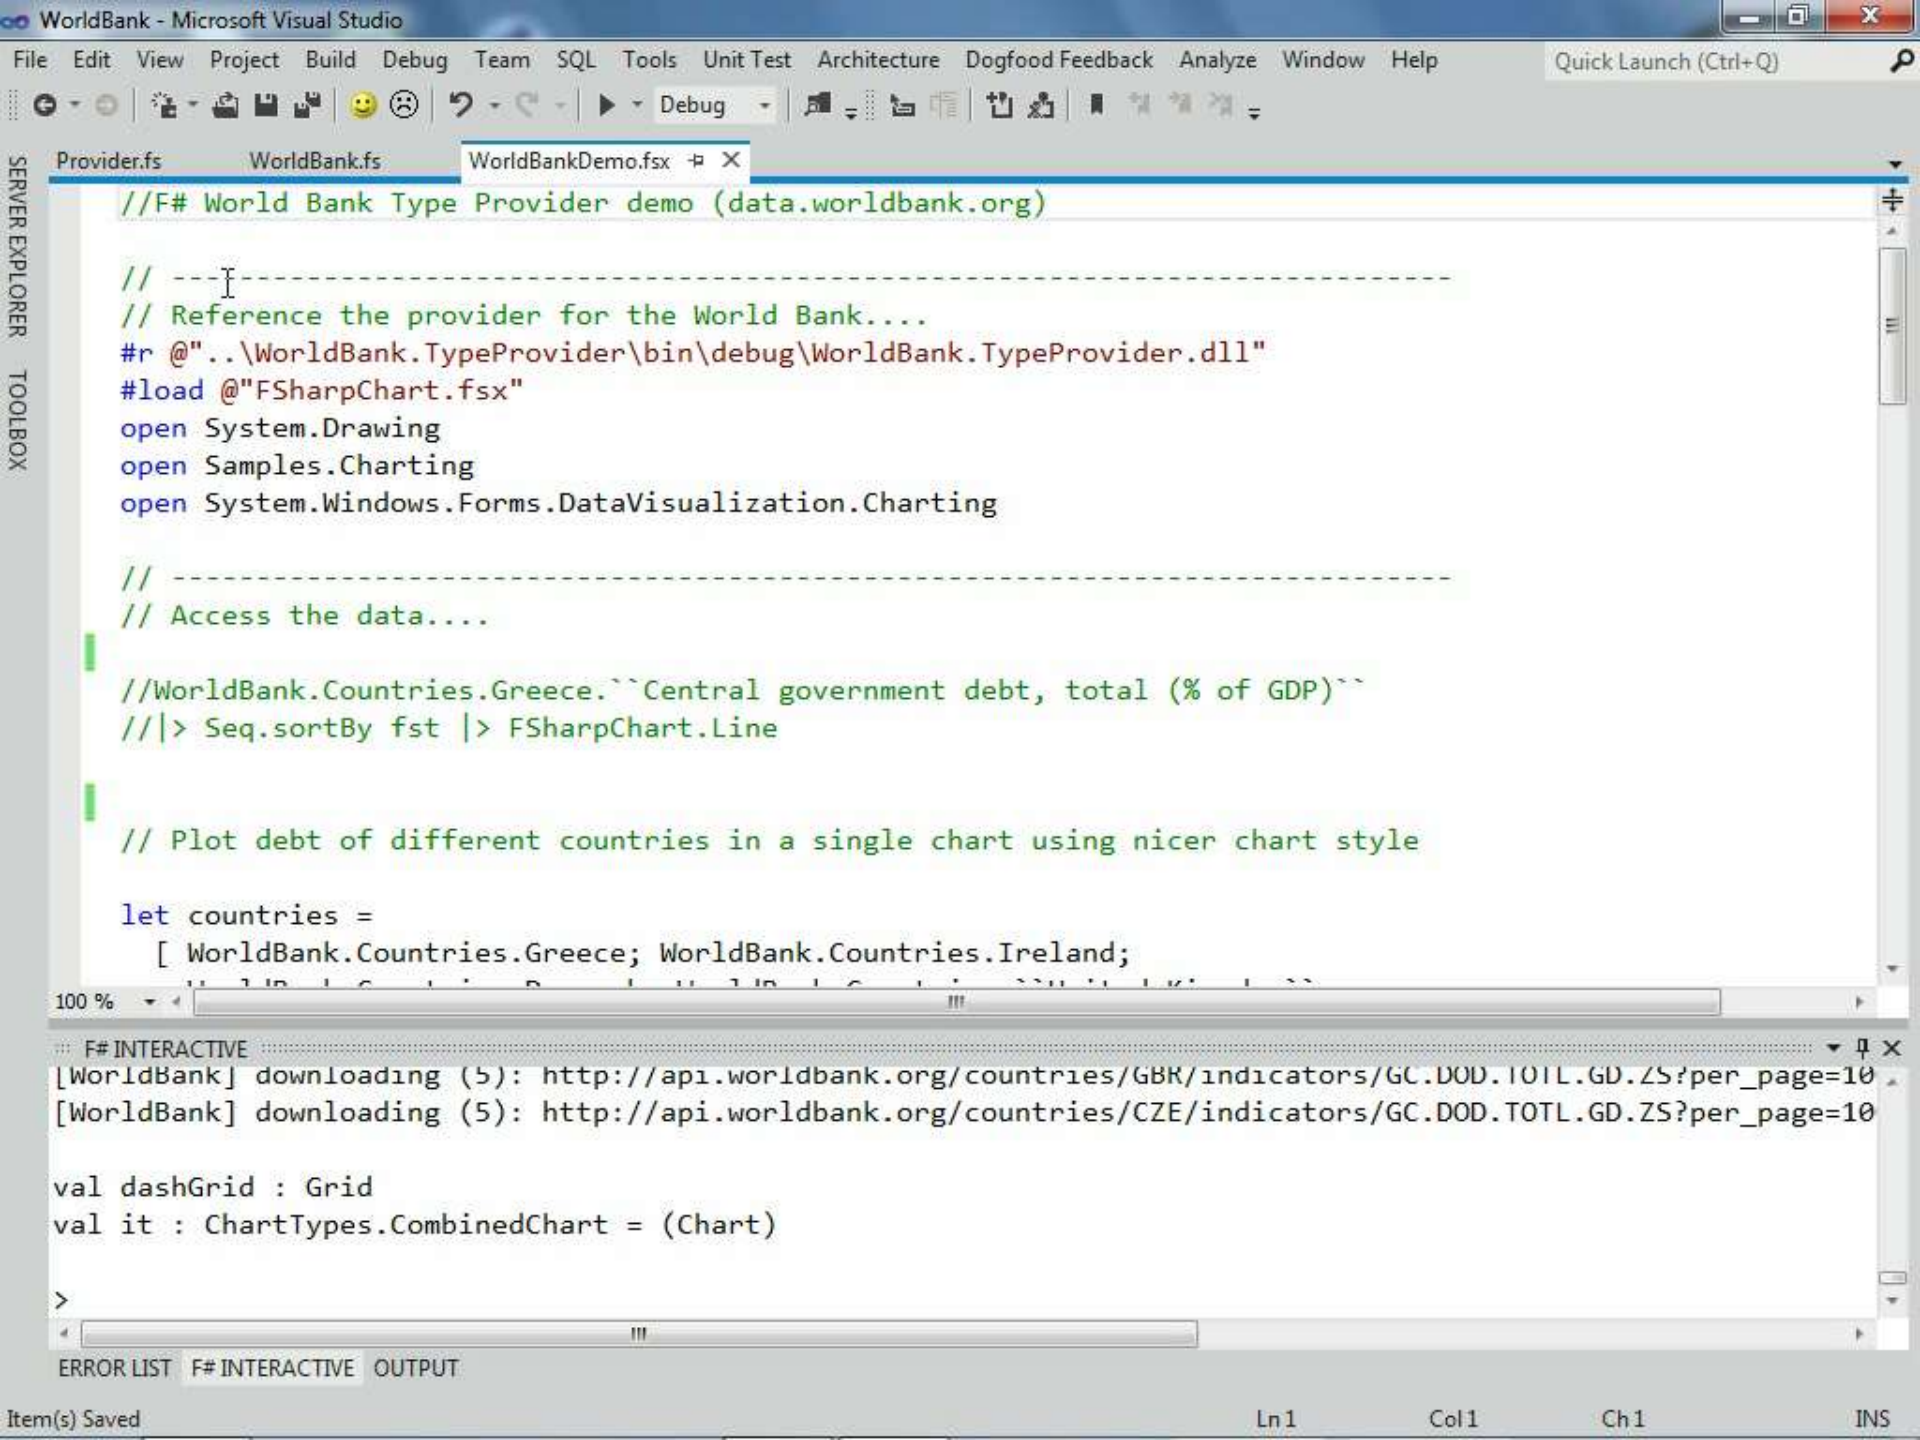 WorldBank - Microsoft Visual Studio
File Edit View Project Build Debug Team SQL Tools Unit Test Architecture Dogfood Feedback Analyze Window Help Quick Launch (Ctrl+Q)
Debug
Provider.fs WorldBank.fs WorldBankDemo.fsx
SERVER EXPLORER
TOOLBOX
//F# World Bank Type Provider demo (data.worldbank.org)
// ----------------------------------------------------------------------------
// Reference the provider for the World Bank....
#r @"..\WorldBank.TypeProvider\bin\debug\WorldBank.TypeProvider.dll"
#load @"FSharpChart.fsx"
open System.Drawing
open Samples.Charting
open System.Windows.Forms.DataVisualization.Charting
// ----------------------------------------------------------------------------
// Access the data....
//WorldBank.Countries.Greece.``Central government debt, total (% of GDP)``
//|> Seq.sortBy fst |> FSharpChart.Line
// Plot debt of different countries in a single chart using nicer chart style
let countries =
[ WorldBank.Countries.Greece; WorldBank.Countries.Ireland;
100 %
F# INTERACTIVE
[WorldBank] downloading (5): http://api.worldbank.org/countries/GBR/indicators/GC.DOD.TOTL.GD.ZS?per_page=10
[WorldBank] downloading (5): http://api.worldbank.org/countries/CZE/indicators/GC.DOD.TOTL.GD.ZS?per_page=10
val dashGrid : Grid
val it : ChartTypes.CombinedChart = (Chart)
>
ERROR LIST F# INTERACTIVE OUTPUT
Item(s) Saved Ln 1 Col 1 Ch 1 INS